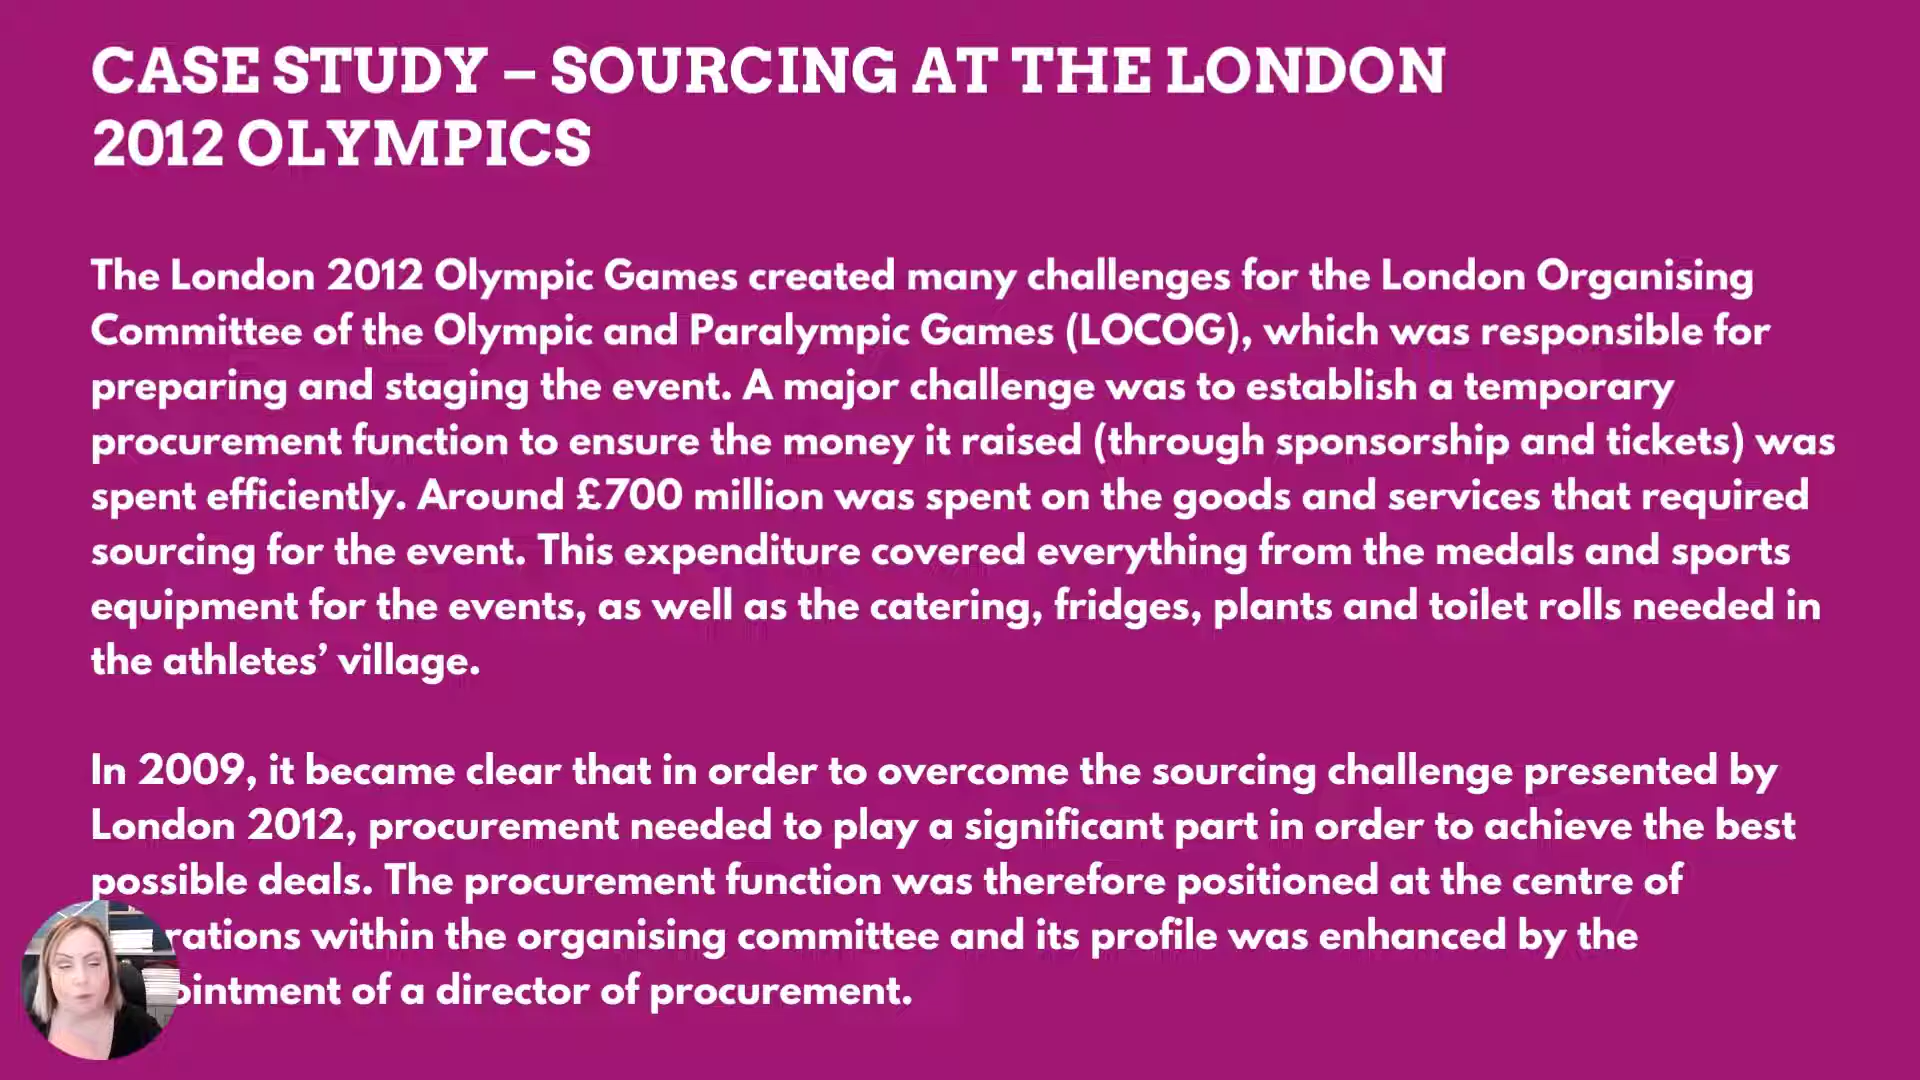 CASE STUDY – SOURCING AT THE LONDON
2012 OLYMPICS
The London 2012 Olympic Games created many challenges for the London Organising
Committee of the Olympic and Paralympic Games (LOCOG), which was responsible for
preparing and staging the event. A major challenge was to establish a temporary
procurement function to ensure the money it raised (through sponsorship and tickets) was
spent efficiently. Around £700 million was spent on the goods and services that required
sourcing for the event. This expenditure covered everything from the medals and sports
equipment for the events, as well as the catering, fridges, plants and toilet rolls needed in
the athletes’ village.
In 2009, it became clear that in order to overcome the sourcing challenge presented by
London 2012, procurement needed to play a significant part in order to achieve the best
possible deals. The procurement function was therefore positioned at the centre of
within the organising committee and its profile was enhanced by the
of a director of procurement.